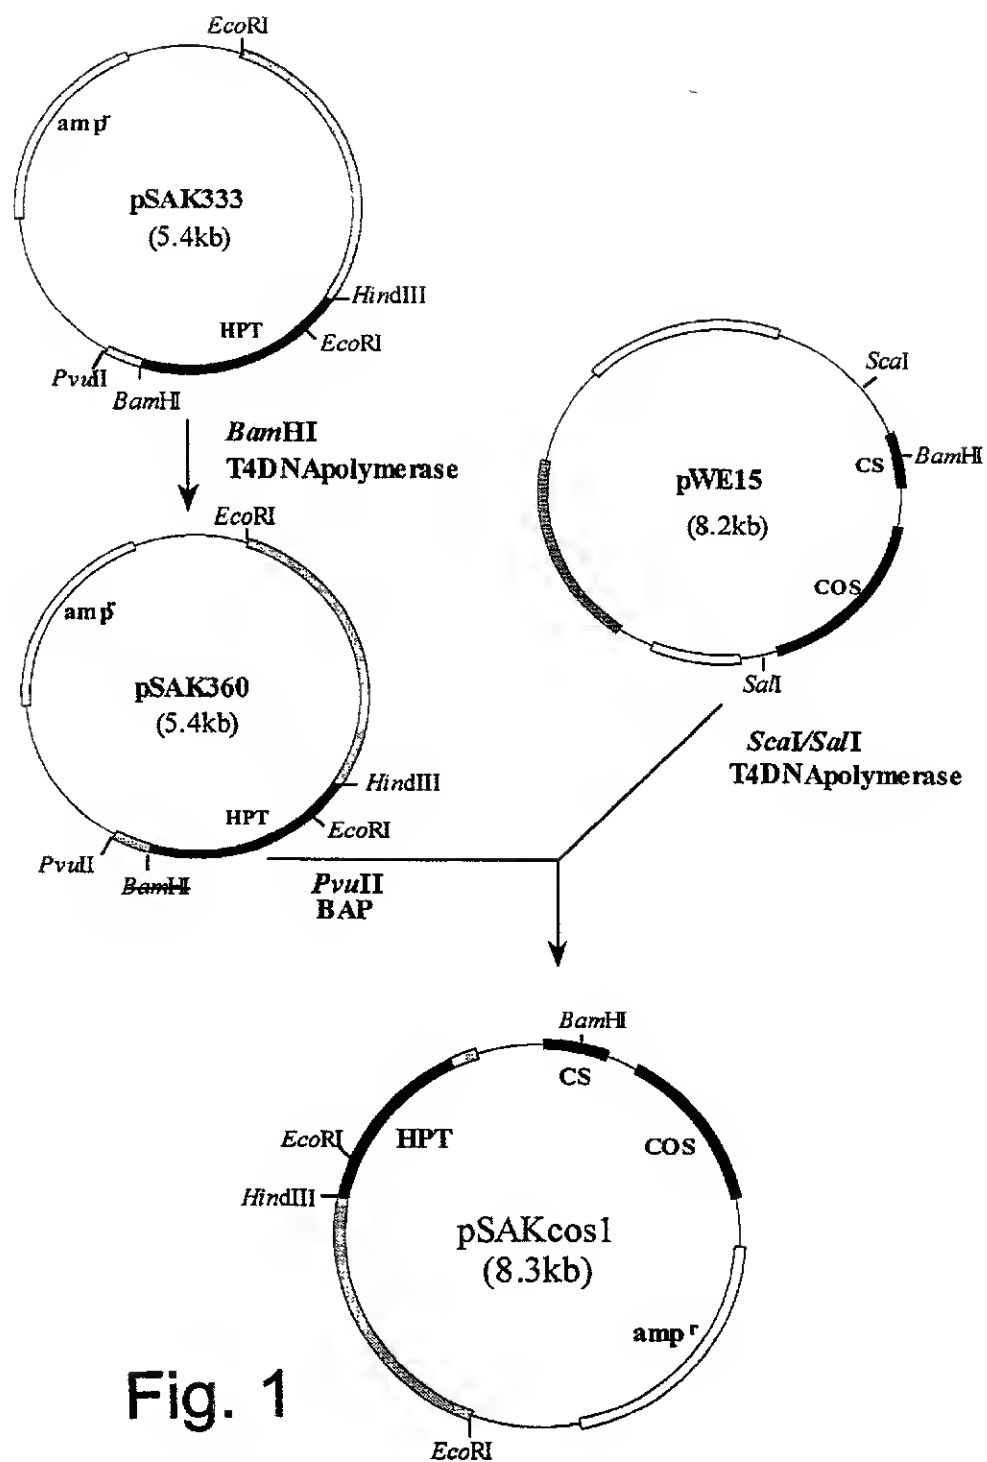 EcoRI
ampr
pSAK333
(5.4kb)
HindIII
HPT
EcoRI
PvuII
BamHI
BamHI
T4DNApolymerase
ScaI
BamHI
CS
pWE15
(8.2kb)
COS
SalI
EcoRI
ampr
pSAK360
(5.4kb)
HindIII
HPT
EcoRI
PvuII
BamHI
ScaI/SalI
T4DNApolymerase
PvuII
BAP
BamHI
CS
EcoRI
HPT
COS
HindIII
pSAKcos1
(8.3kb)
amp r
Fig. 1
EcoRI